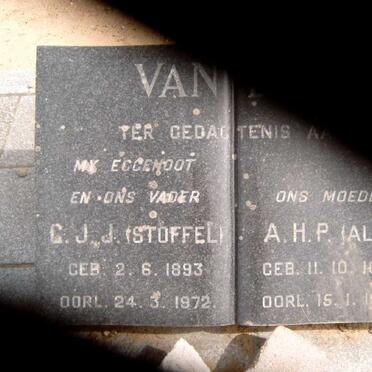 VAN
TER GEDAGTENIS AA
MY EGGENOOT
EN ONS VADER
C. J. J. (STOFFEL)
GEB. 2. 6. 1893
OORL. 24. 3. 1972.
ONS MOEDE
A. H. P. (AL
GEB. 11. 10. 1
OORL. 15. 1. 1